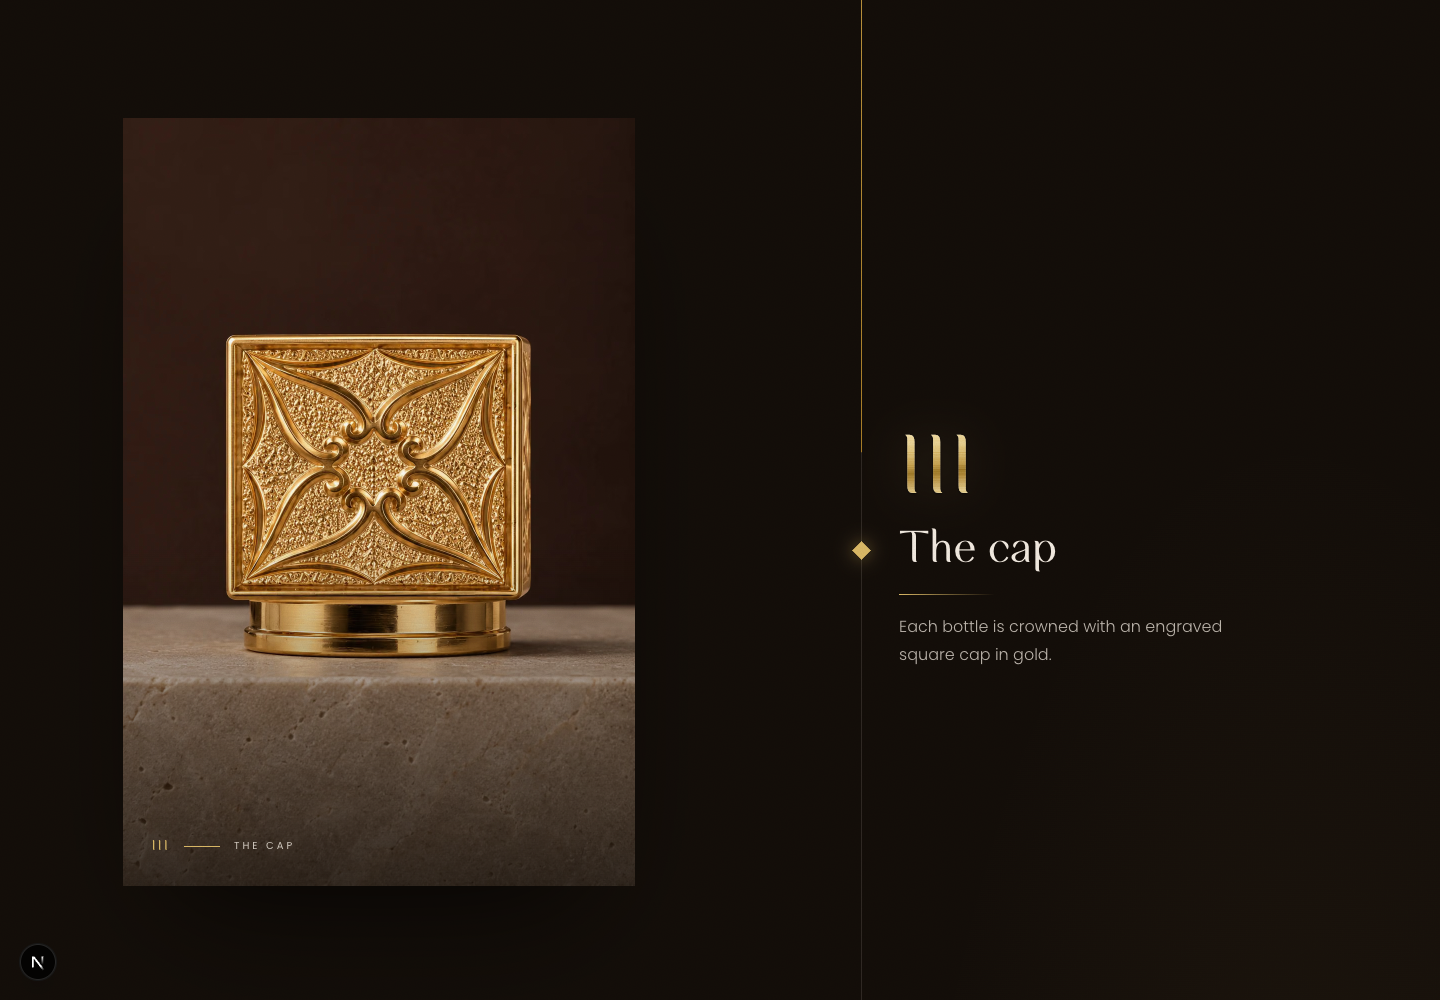 III
The cap
Each bottle is crowned with an engraved
square cap in gold.
III THE CAP
N